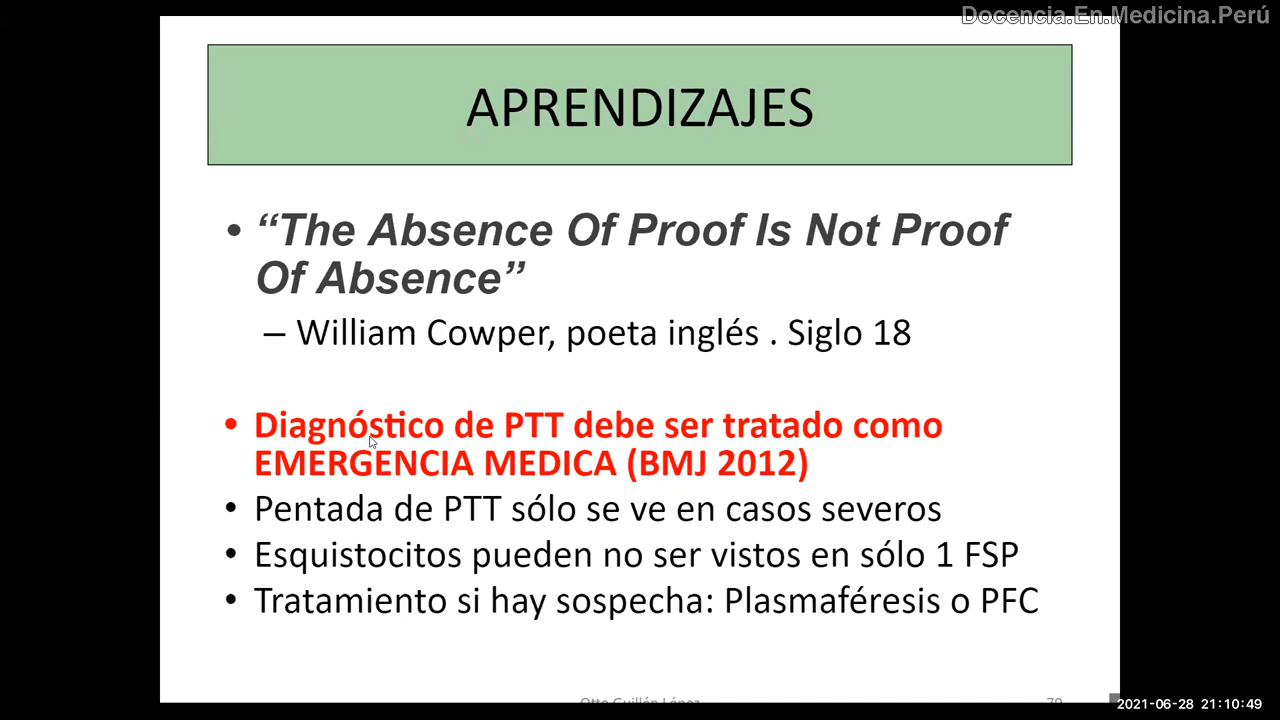 Docencia.En.Medicina.Perú
APRENDIZAJES
• “The Absence Of Proof Is Not Proof
Of Absence”
– William Cowper, poeta inglés . Siglo 18
• Diagnóstico de PTT debe ser tratado como
EMERGENCIA MEDICA (BMJ 2012)
• Pentada de PTT sólo se ve en casos severos
• Esquistocitos pueden no ser vistos en sólo 1 FSP
• Tratamiento si hay sospecha: Plasmaféresis o PFC
Otto Guillén López
2021-06-28 21:10:49